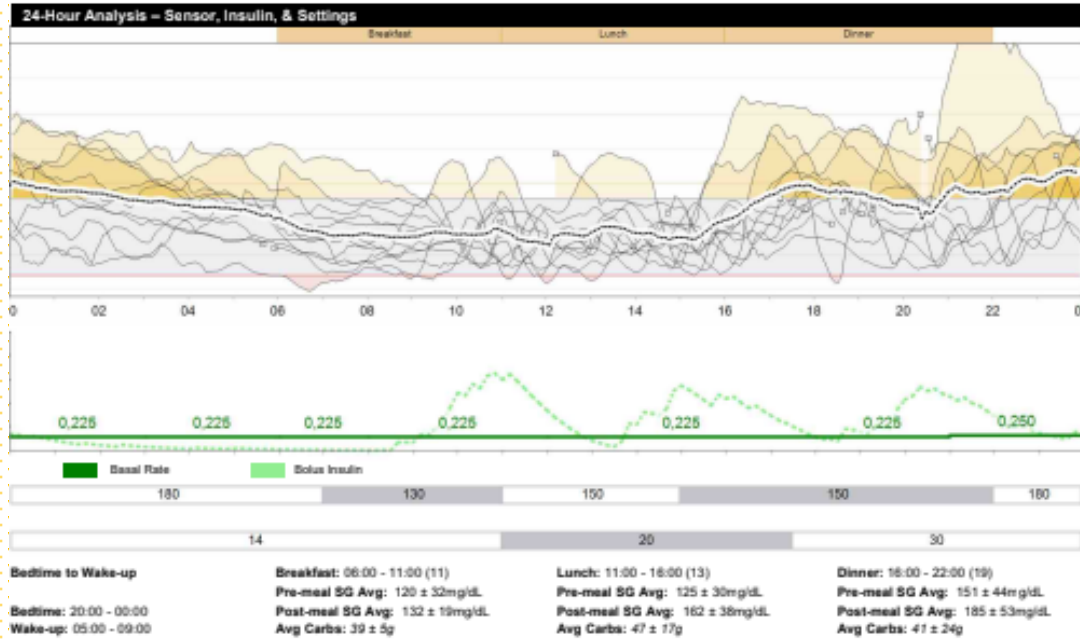 24-Hour Analysis – Sensor, Insulin, & Settings
Breakfast Lunch Dinner
0 02 04 06 08 10 12 14 16 18 20 22 0
0,225 0,225 0,225 0,225 0,225 0,225 0,250
Basal Rate Bolus Insulin
180 130 150 150 180
14 20 30
Bedtime to Wake-up Breakfast: 06:00 - 11:00 (11) Lunch: 11:00 - 16:00 (13) Dinner: 16:00 - 22:00 (19)
Pre-meal SG Avg: 120 ± 32mg/dL Pre-meal SG Avg: 125 ± 30mg/dL Pre-meal SG Avg: 151 ± 44mg/dL
Bedtime: 20:00 - 00:00 Post-meal SG Avg: 132 ± 19mg/dL Post-meal SG Avg: 162 ± 38mg/dL Post-meal SG Avg: 185 ± 53mg/dL
Wake-up: 05:00 - 09:00 Avg Carbs: 39 ± 5g Avg Carbs: 47 ± 17g Avg Carbs: 41 ± 24g